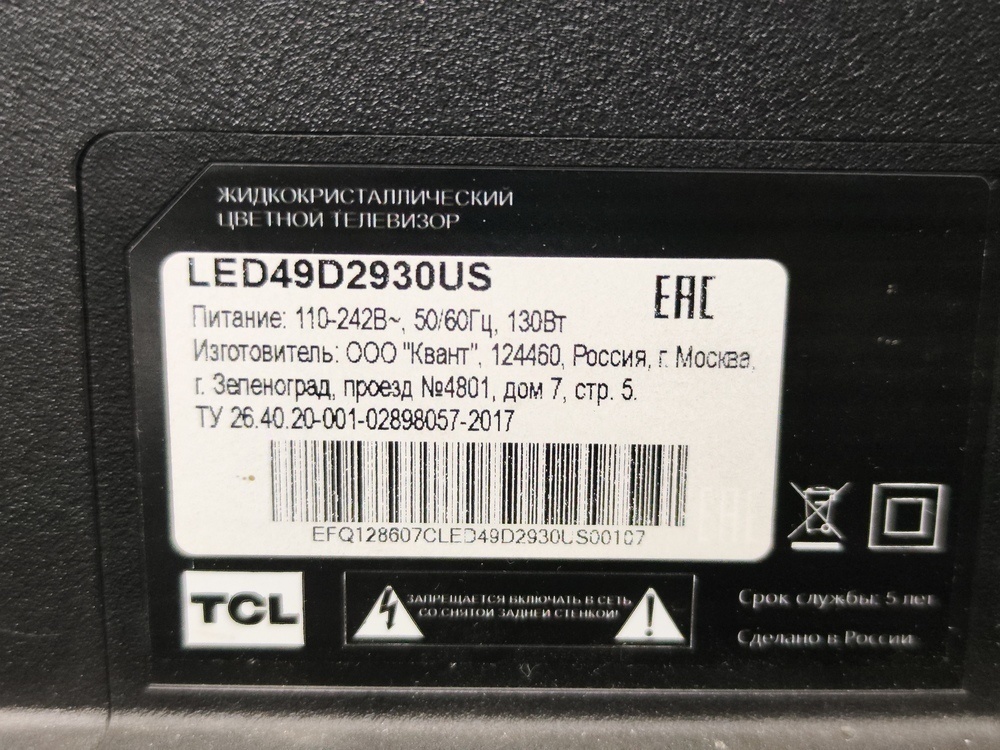 ЖИДКОКРИСТАЛЛИЧЕСКИЙ
ЦВЕТНОЙ ТЕЛЕВИЗОР
LED49D2930US
EAC
Питание: 110-242В~, 50/60Гц, 130Вт
Изготовитель: ООО "Квант", 124460, Россия, г. Москва,
г. Зеленоград, проезд №4801, дом 7, стр. 5.
ТУ 26.40.20-001-02898057-2017
EFQ128607CLED49D2930US00107
TCL
ЗАПРЕЩАЕТСЯ ВКЛЮЧАТЬ В СЕТЬ
СО СНЯТОЙ ЗАДНЕЙ СТЕНКОЙ!
Срок службы: 5 лет
Сделано в России